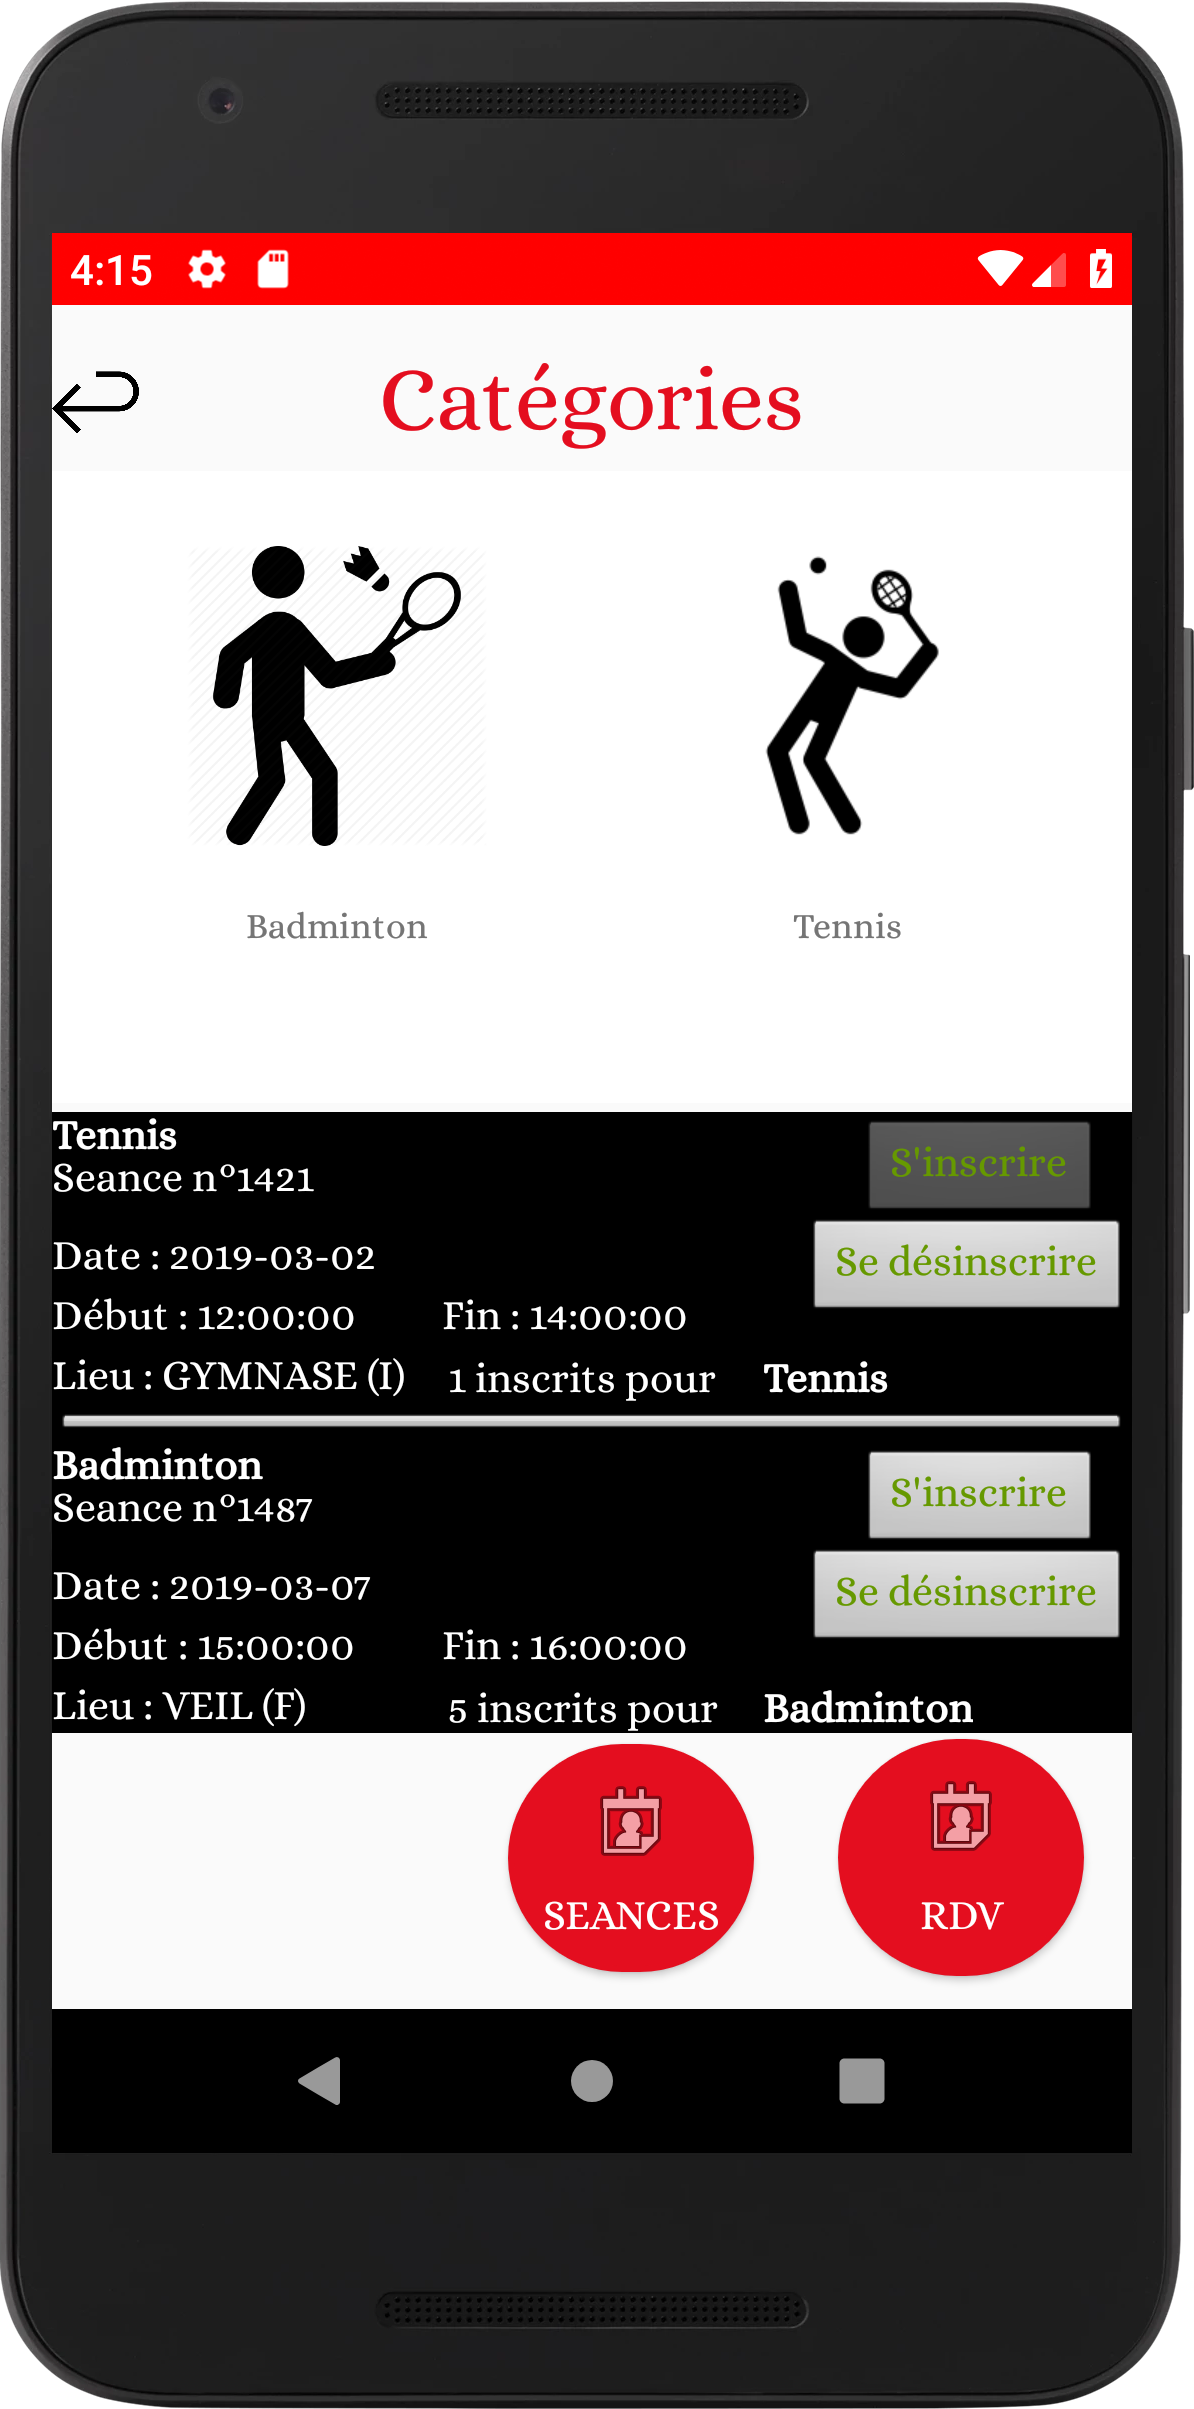 4:15
Catégories
Badminton Tennis
Tennis
S'inscrire
Seance n°1421
Date : 2019-03-02
Se désinscrire
Début : 12:00:00 Fin : 14:00:00
Lieu : GYMNASE (I) 1 inscrits pour Tennis
Badminton
S'inscrire
Seance n°1487
Date : 2019-03-07
Se désinscrire
Début : 15:00:00 Fin : 16:00:00
Lieu : VEIL (F) 5 inscrits pour Badminton
SEANCES RDV